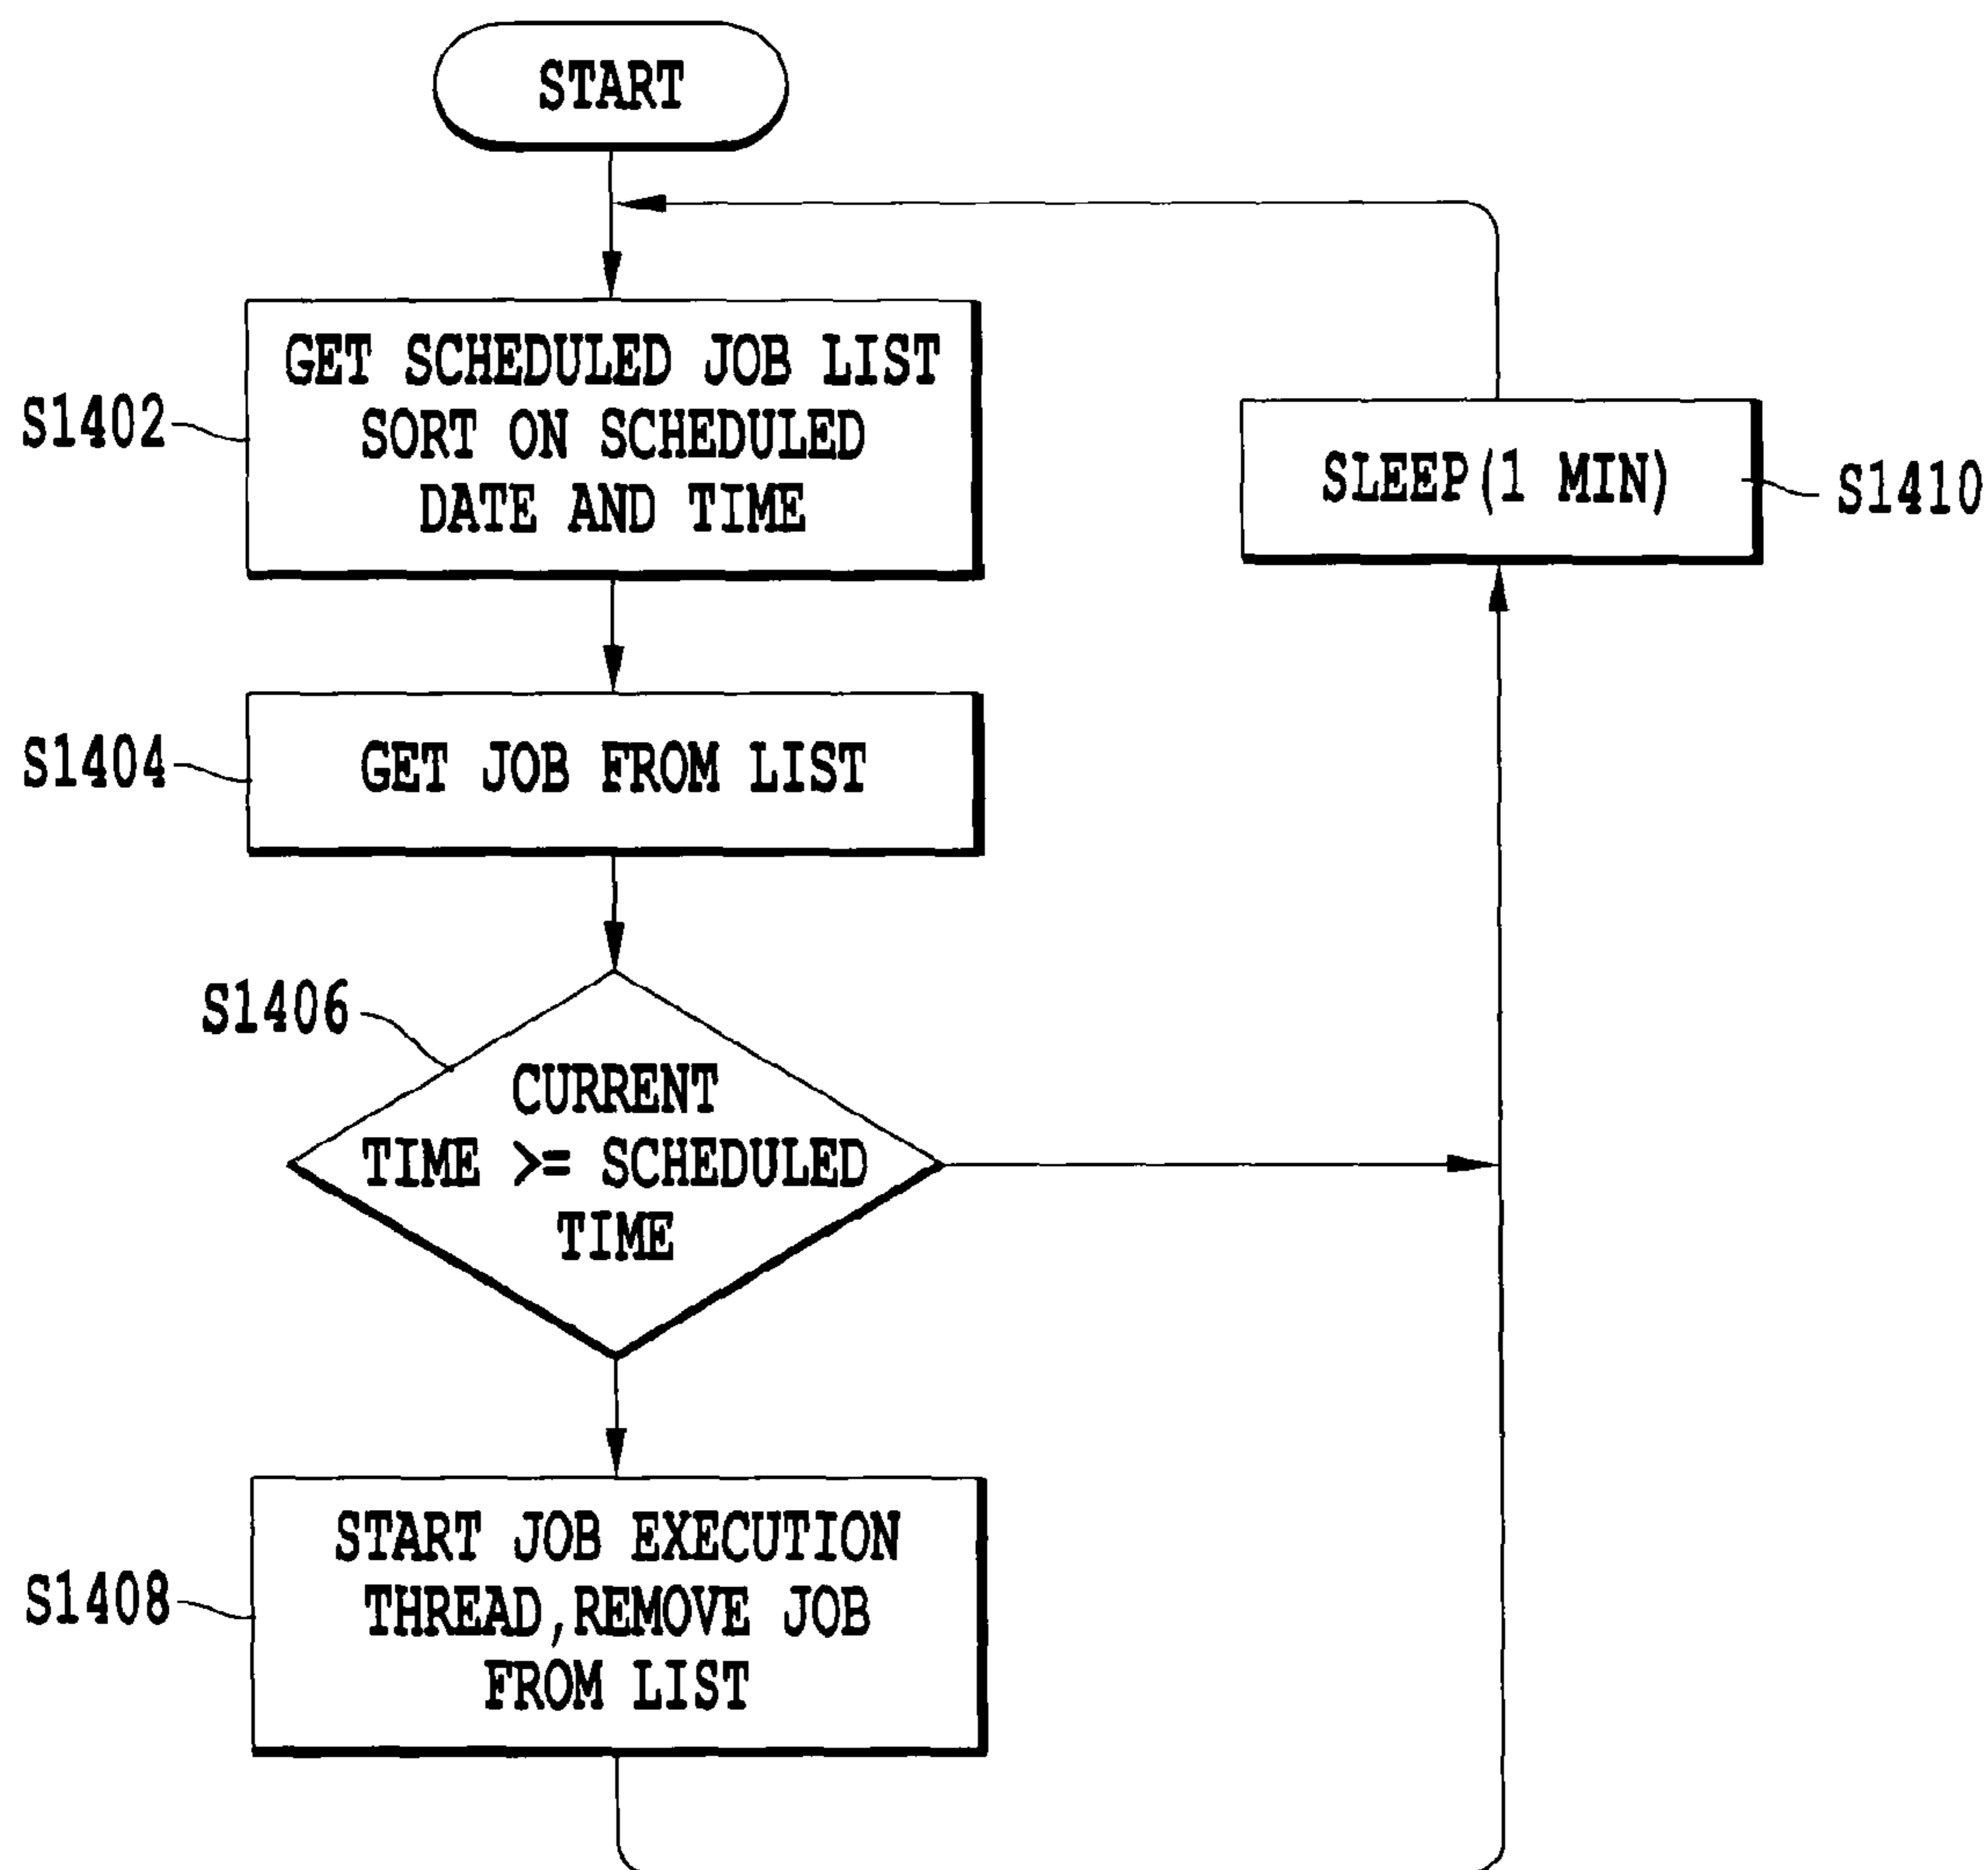 START
GET SCHEDULED JOB LIST
SORT ON SCHEDULED
DATE AND TIME
S1402
SLEEP(1 MIN)
S1410
GET JOB FROM LIST
S1404
S1406
CURRENT
TIME >= SCHEDULED
TIME
START JOB EXECUTION
THREAD,REMOVE JOB
FROM LIST
S1408